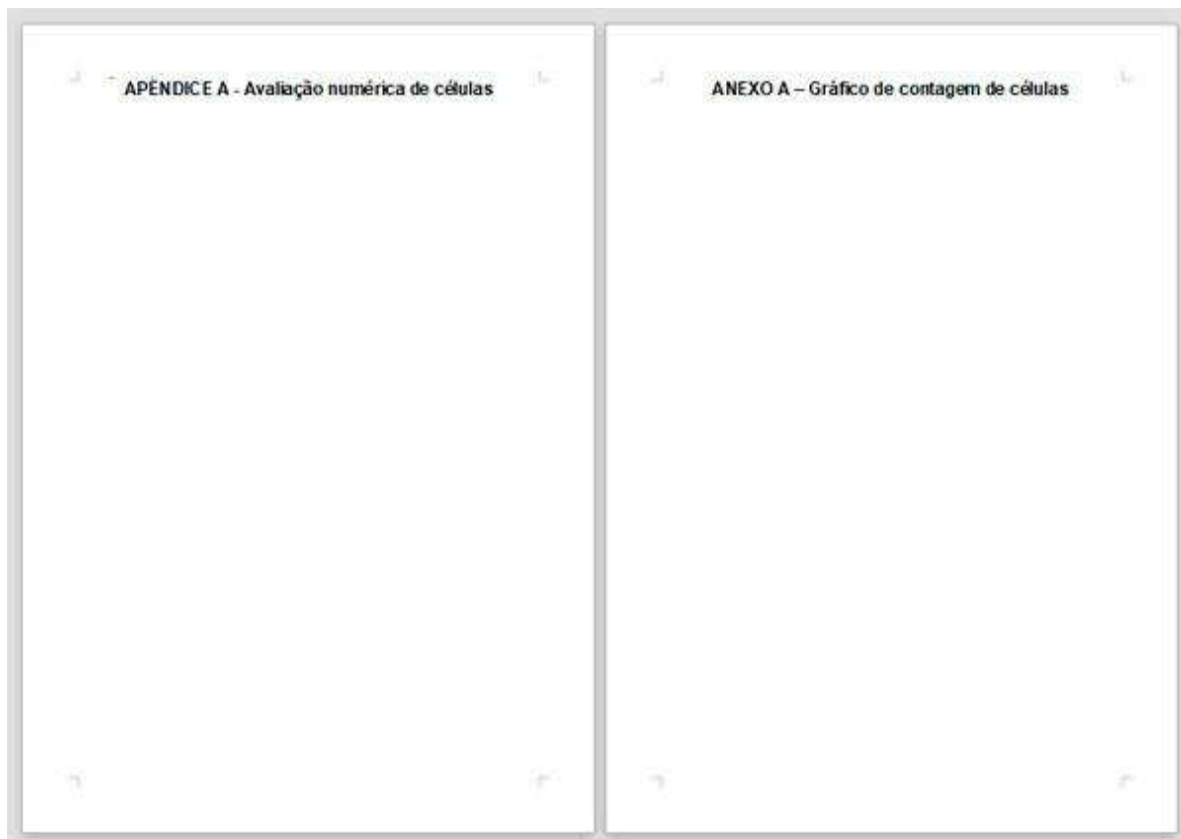 APÊNDICE A - Avaliação numérica de células
ANEXO A – Gráfico de contagem de células